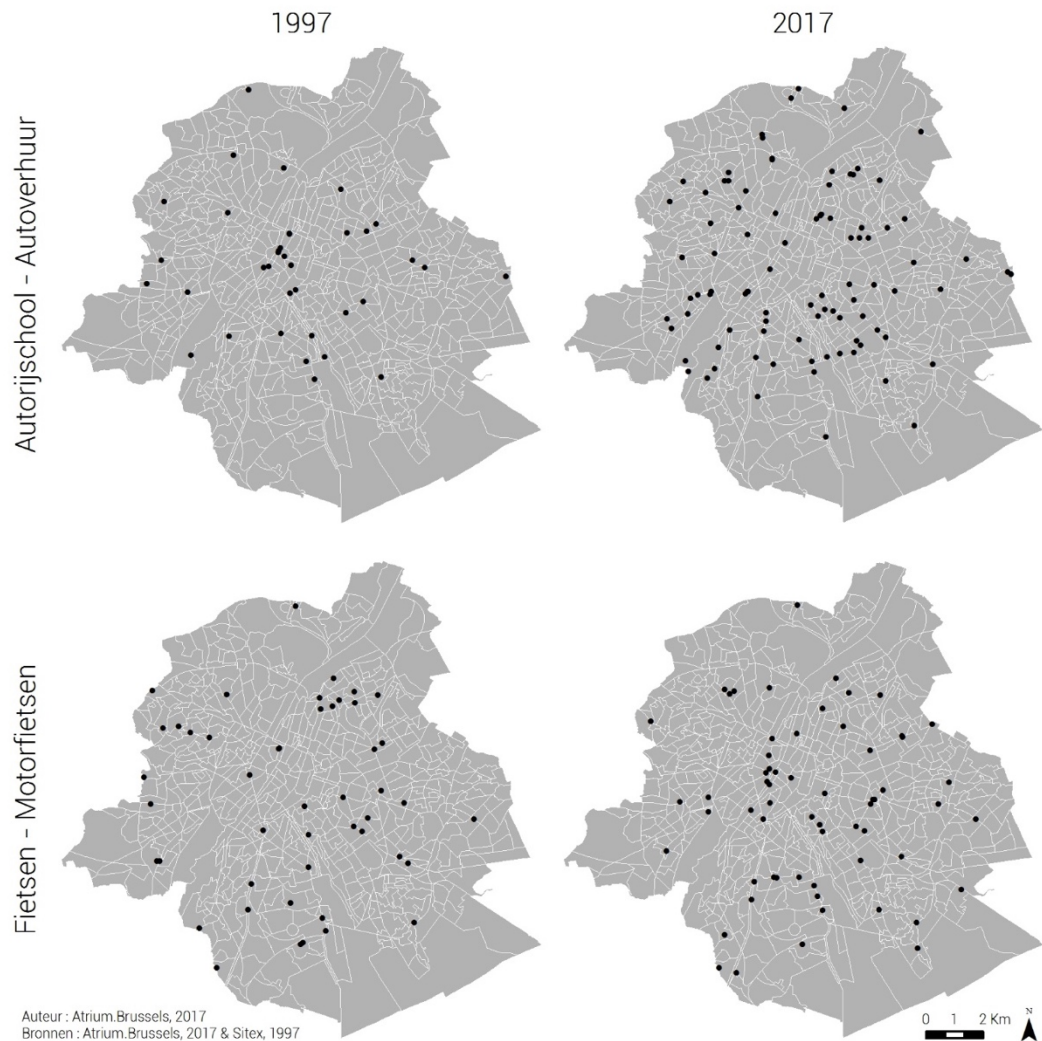 1997
2017
Autorijschool - Autoverhuur
Fietsen - Motorfietsen
Auteur : Atrium.Brussels, 2017
Bronnen : Atrium.Brussels, 2017 & Sitex, 1997
0 1 2 Km
N